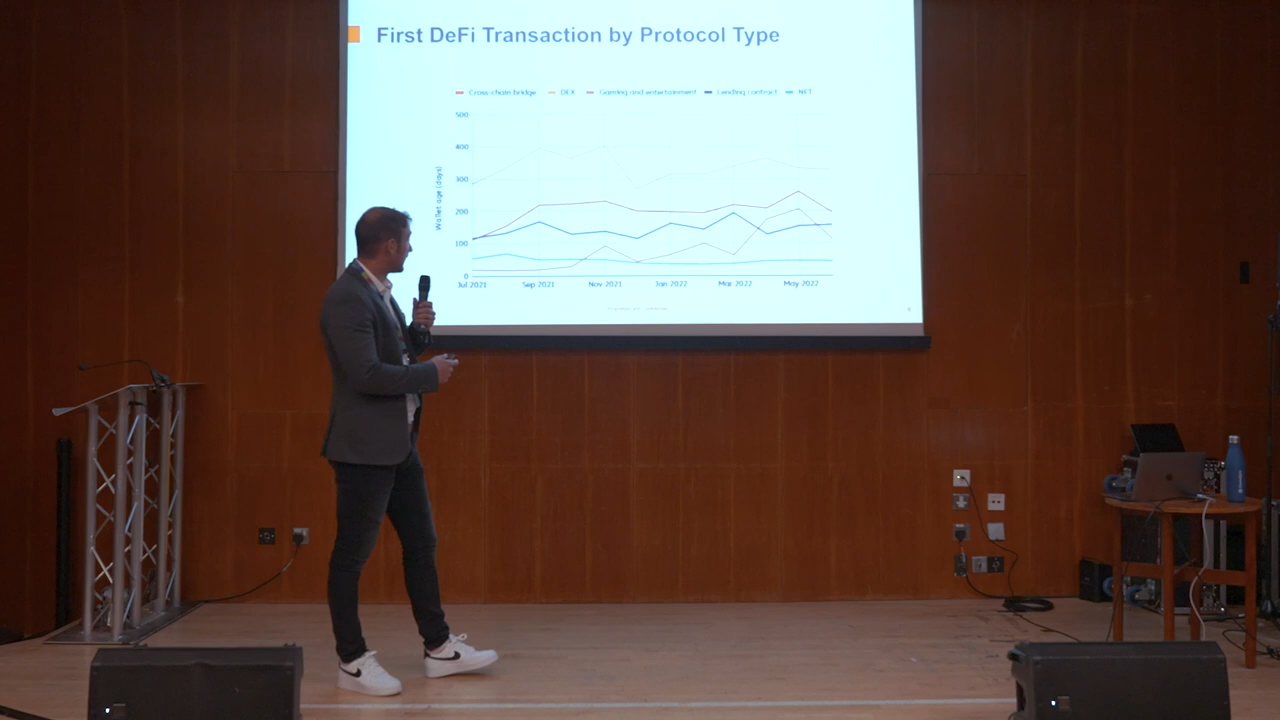 First DeFi Transaction by Protocol Type
Cross-chain bridge DEX Gaming and entertainment Lending contract NFT
500
400
300
200
100
0
Wallet age (days)
Jul 2021 Sep 2021 Nov 2021 Jan 2022 Mar 2022 May 2022